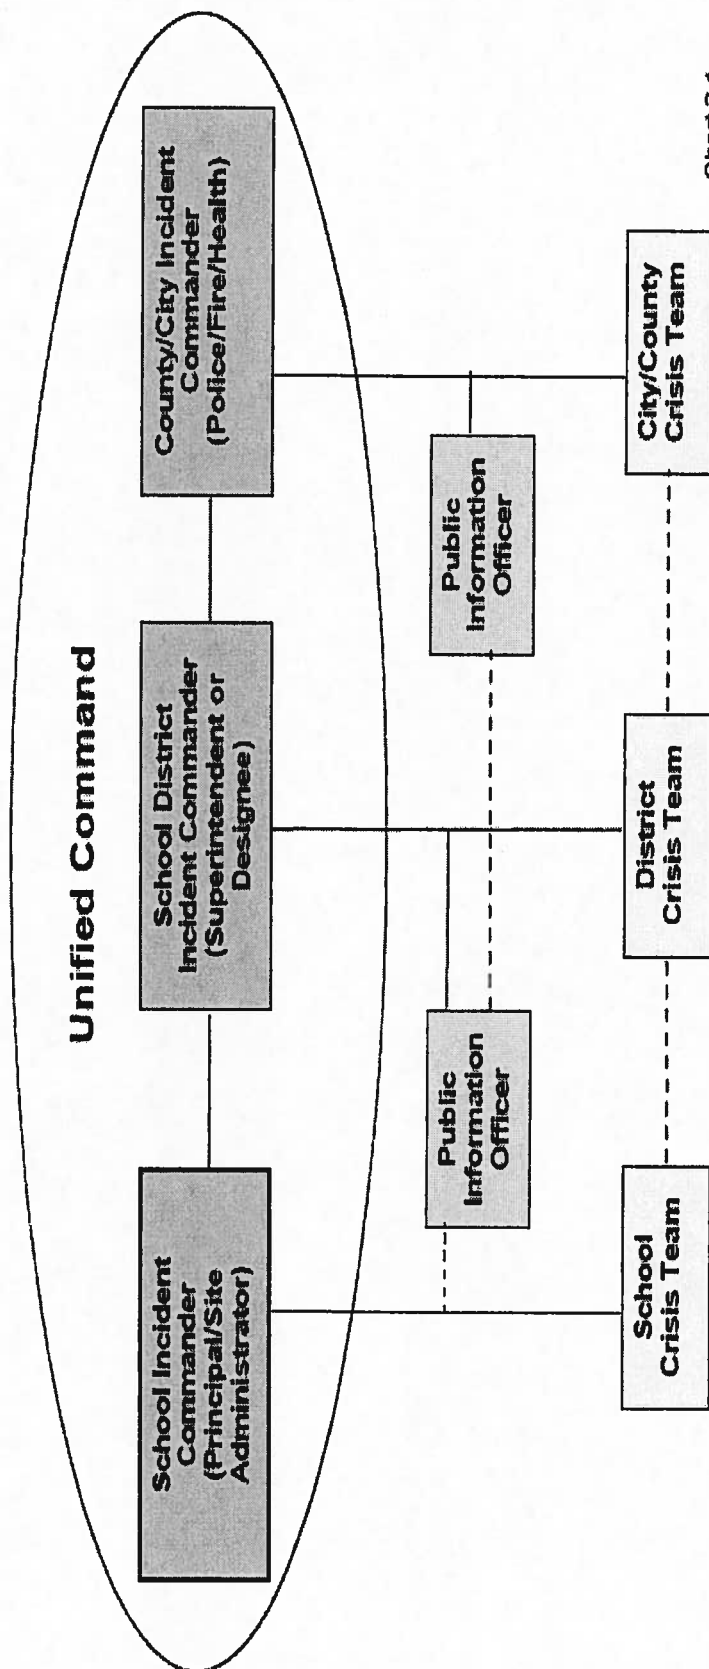 Unified Command
School Incident
Commander
(Principal/Site
Administrator)
School District
Incident Commander
(Superintendent or
Designee)
County/City Incident
Commander
(Police/Fire/Health)
Public
Information
Officer
Public
Information
Officer
School
Crisis Team
District
Crisis Team
City/County
Crisis Team